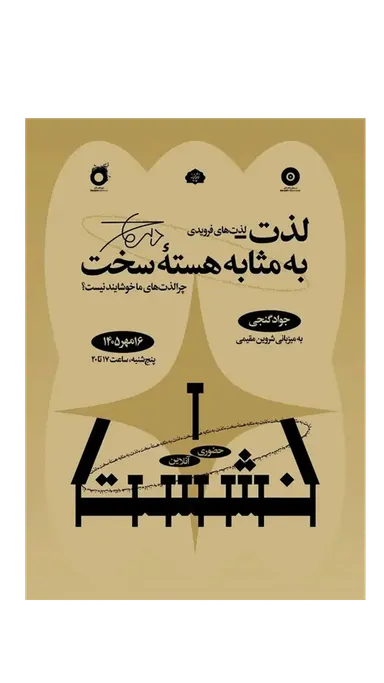 لذت ـ لذت‌های فرویدی
به مثابه هستهٔ سخت
چرا لذت‌های ما خوشایند نیست؟
جواد گنجی
به میزبانی شروین مقیمی
۱۶ مهر ۱۴۰۵
پنج‌شنبه، ساعت ۱۷ تا ۲۰
حضوری
آنلاین
نشست